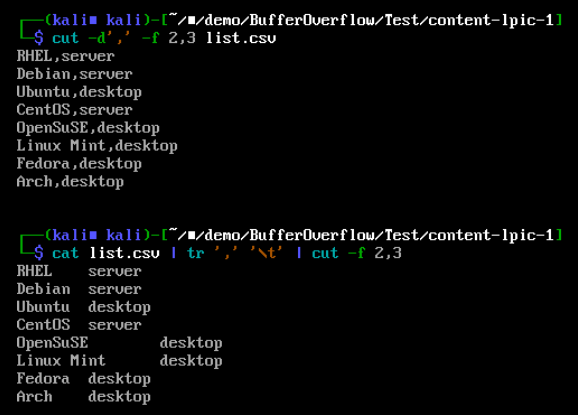 ┌──(kali■ kali)-[~/■/demo/BufferOverflow/Test/content-lpic-1]
└─$ cut -d',' -f 2,3 list.csv
RHEL,server
Debian,server
Ubuntu,desktop
CentOS,server
OpenSuSE,desktop
Linux Mint,desktop
Fedora,desktop
Arch,desktop
┌──(kali■ kali)-[~/■/demo/BufferOverflow/Test/content-lpic-1]
└─$ cat list.csv | tr ',' '\t' | cut -f 2,3
RHEL    server
Debian  server
Ubuntu  desktop
CentOS  server
OpenSuSE        desktop
Linux Mint      desktop
Fedora  desktop
Arch    desktop